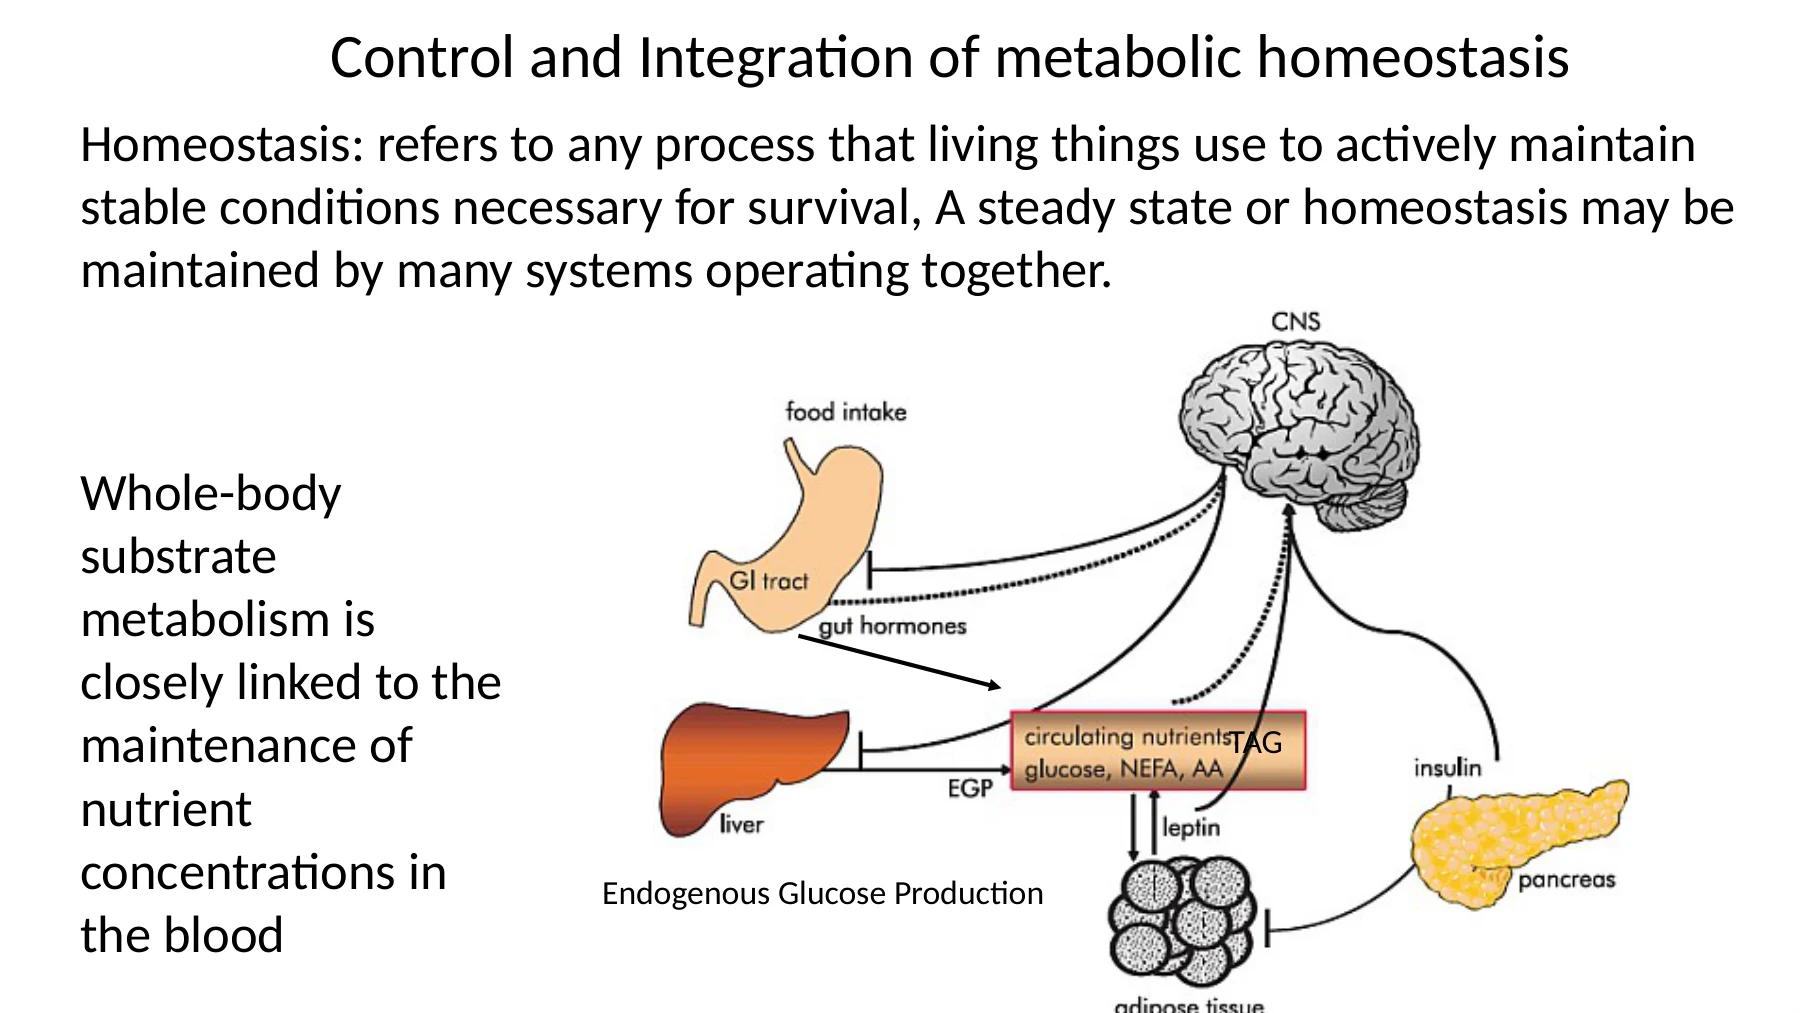 Control and Integration of metabolic homeostasis
Homeostasis: refers to any process that living things use to actively maintain
stable conditions necessary for survival, A steady state or homeostasis may be
maintained by many systems operating together.
CNS
food intake
Whole-body
substrate
metabolism is
closely linked to the
maintenance of
nutrient
concentrations in
the blood
GI tract
gut hormones
circulating nutrients
TAG
glucose, NEFA, AA
EGP
insulin
liver
leptin
pancreas
Endogenous Glucose Production
adipose tissue